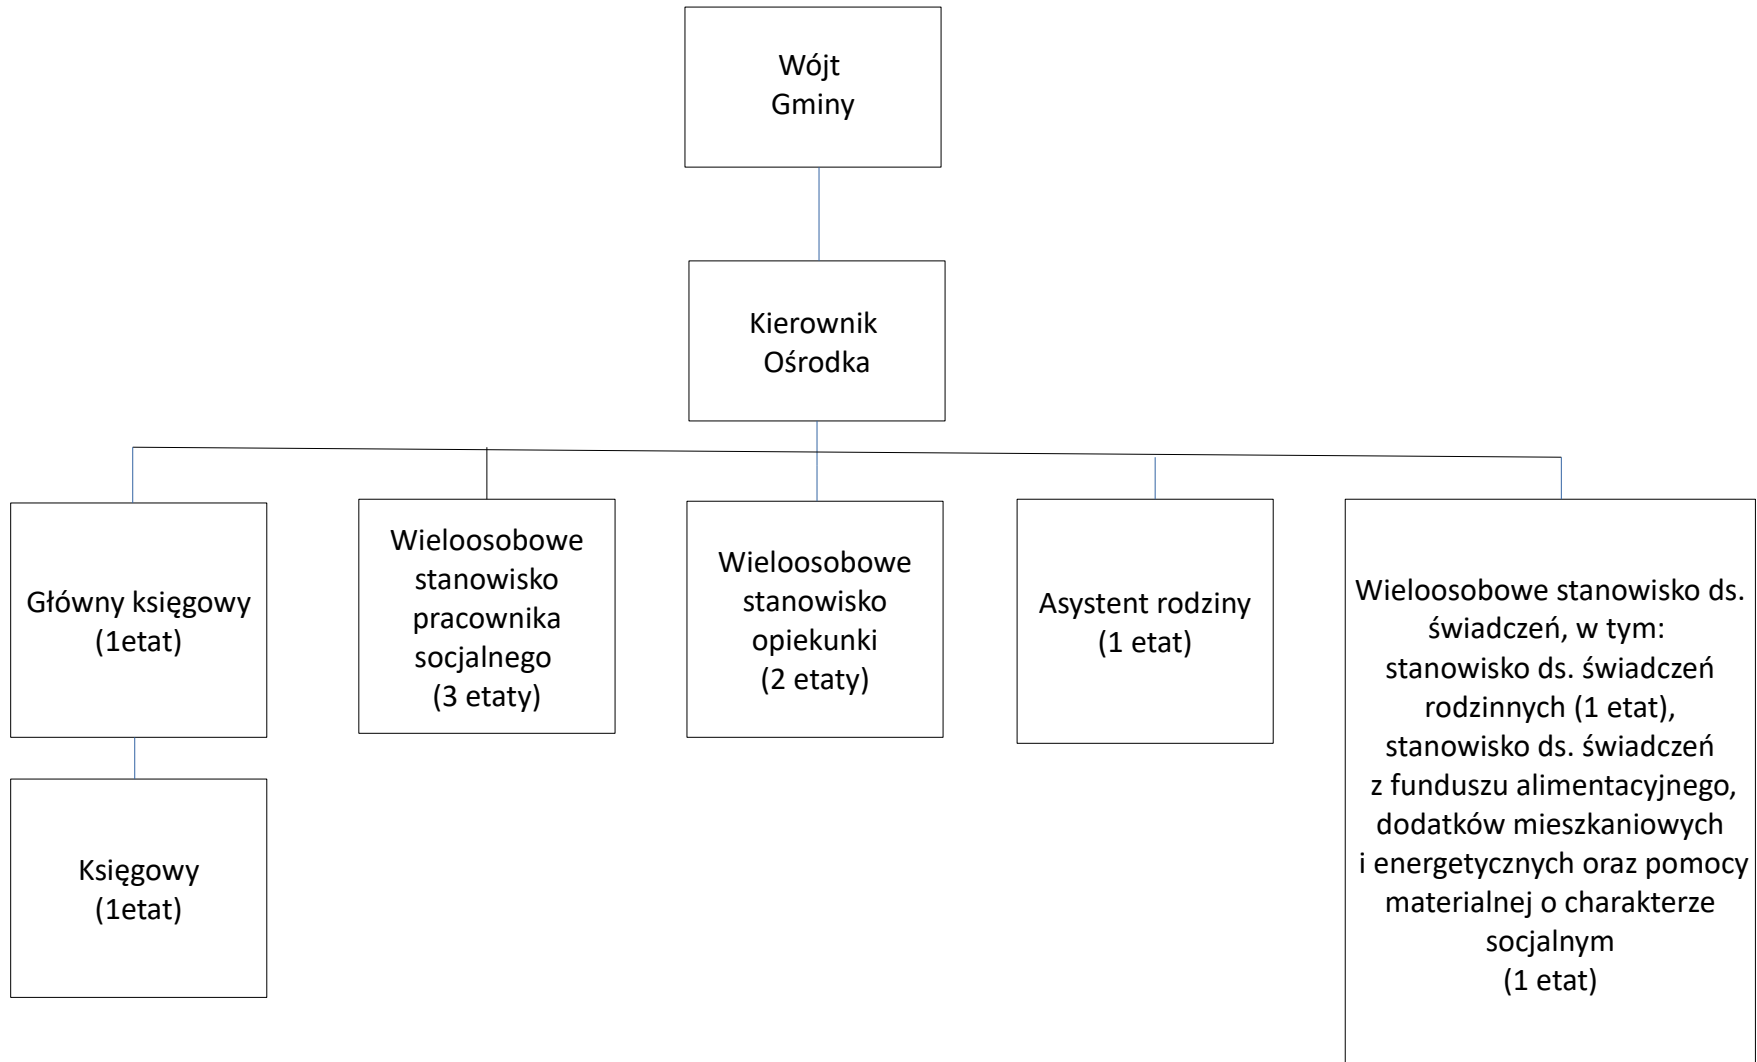 Wójt
Gminy
Kierownik
Ośrodka
Główny księgowy
(1etat)
Wieloosobowe
stanowisko
pracownika
socjalnego
(3 etaty)
Wieloosobowe
stanowisko
opiekunki
(2 etaty)
Asystent rodziny
(1 etat)
Wieloosobowe stanowisko ds.
świadczeń, w tym:
stanowisko ds. świadczeń
rodzinnych (1 etat),
stanowisko ds. świadczeń
z funduszu alimentacyjnego,
dodatków mieszkaniowych
i energetycznych oraz pomocy
materialnej o charakterze
socjalnym
(1 etat)
Księgowy
(1etat)